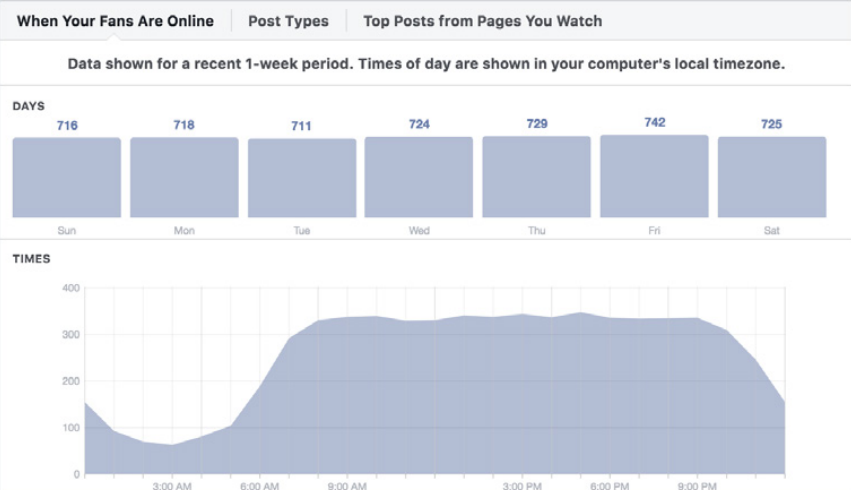 When Your Fans Are Online Post Types Top Posts from Pages You Watch
Data shown for a recent 1-week period. Times of day are shown in your computer's local timezone.
DAYS
716 718 711 724 729 742 725
Sun Mon Tue Wed Thu Fri Sat
TIMES
400
300
200
100
0
3:00 AM 6:00 AM 9:00 AM 3:00 PM 6:00 PM 9:00 PM